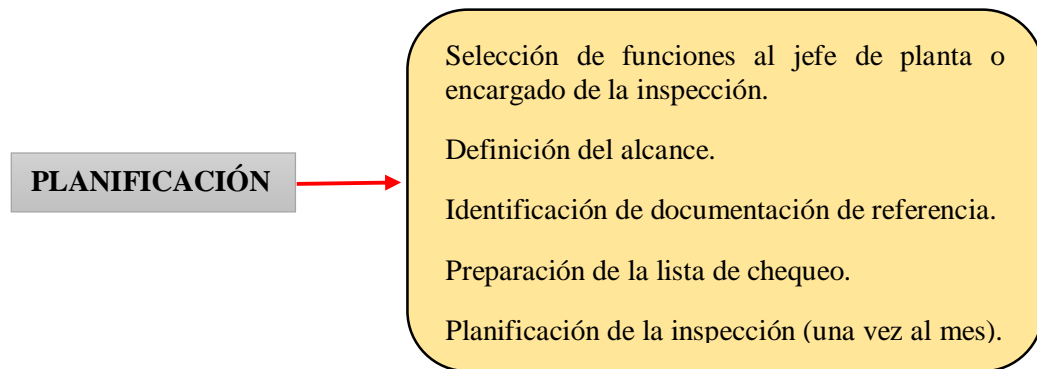 PLANIFICACIÓN
Selección de funciones al jefe de planta o
encargado de la inspección.
Definición del alcance.
Identificación de documentación de referencia.
Preparación de la lista de chequeo.
Planificación de la inspección (una vez al mes).